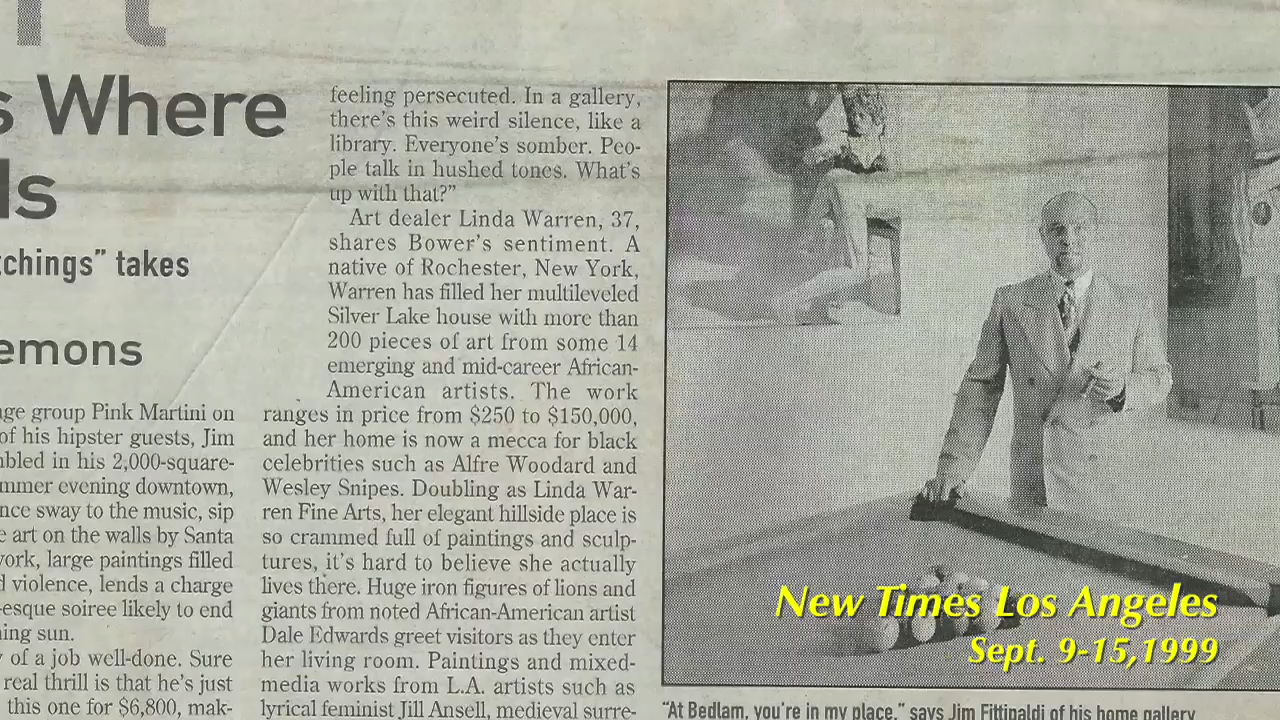 s Where
ls
tchings” takes
emons
age group Pink Martini on
of his hipster guests, Jim
mbled in his 2,000-square-
mmer evening downtown,
nce sway to the music, sip
e art on the walls by Santa
work, large paintings filled
d violence, lends a charge
-esque soiree likely to end
ning sun.
y of a job well-done. Sure
real thrill is that he’s just
this one for $6,800, mak-
feeling persecuted. In a gallery,
there’s this weird silence, like a
library. Everyone’s somber. Peo-
ple talk in hushed tones. What’s
up with that?”
Art dealer Linda Warren, 37,
shares Bower’s sentiment. A
native of Rochester, New York,
Warren has filled her multileveled
Silver Lake house with more than
200 pieces of art from some 14
emerging and mid-career African-
American artists. The work
ranges in price from $250 to $150,000,
and her home is now a mecca for black
celebrities such as Alfre Woodard and
Wesley Snipes. Doubling as Linda War-
ren Fine Arts, her elegant hillside place is
so crammed full of paintings and sculp-
tures, it’s hard to believe she actually
lives there. Huge iron figures of lions and
giants from noted African-American artist
Dale Edwards greet visitors as they enter
her living room. Paintings and mixed-
media works from L.A. artists such as
lyrical feminist Jill Ansell, medieval surre-
New Times Los Angeles
Sept. 9-15,1999
“At Bedlam, you’re in my place,” says Jim Fittipaldi of his home gallery